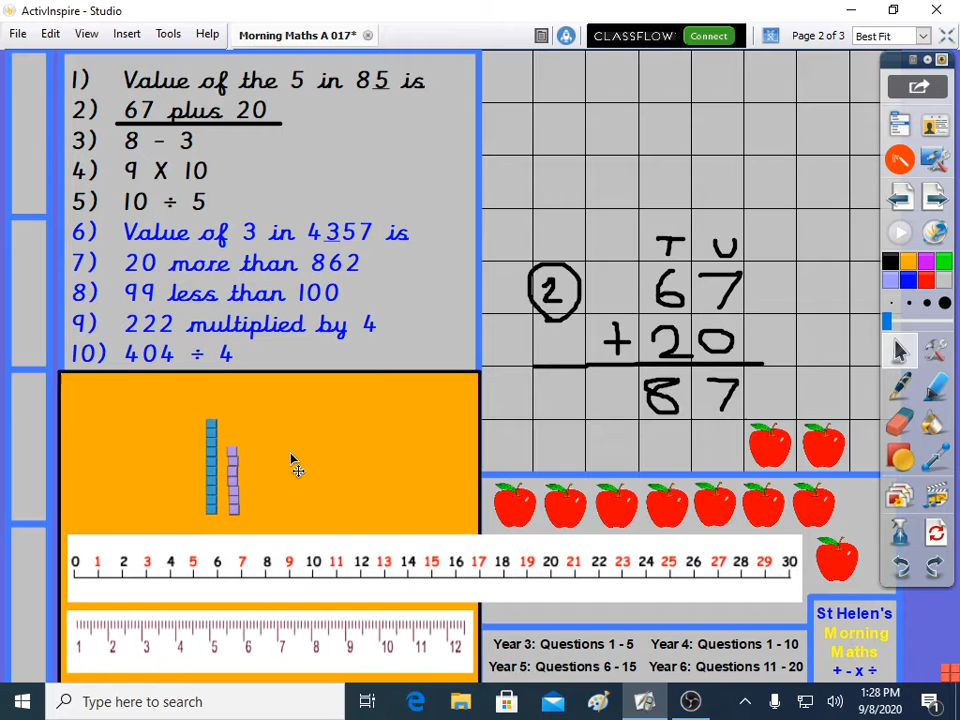 ActivInspire - Studio
File Edit View Insert Tools Help Morning Maths A 017* CLASSFLOW Connect Page 2 of 3 Best Fit
1) Value of the 5 in 85 is
2) 67 plus 20
3) 8 - 3
4) 9 X 10
5) 10 ÷ 5
6) Value of 3 in 4357 is
7) 20 more than 862
8) 99 less than 100
9) 222 multiplied by 4
10) 404 ÷ 4
T U
2 67
+ 20
87
0 1 2 3 4 5 6 7 8 9 10 11 12 13 14 15 16 17 18 19 20 21 22 23 24 25 26 27 28 29 30
1 2 3 4 5 6 7 8 9 10 11 12
Year 3: Questions 1 - 5 Year 4: Questions 1 - 10
Year 5: Questions 6 - 15 Year 6: Questions 11 - 20
St Helen's
Morning
Maths
+ - x ÷
Type here to search
1:28 PM
9/8/2020
1